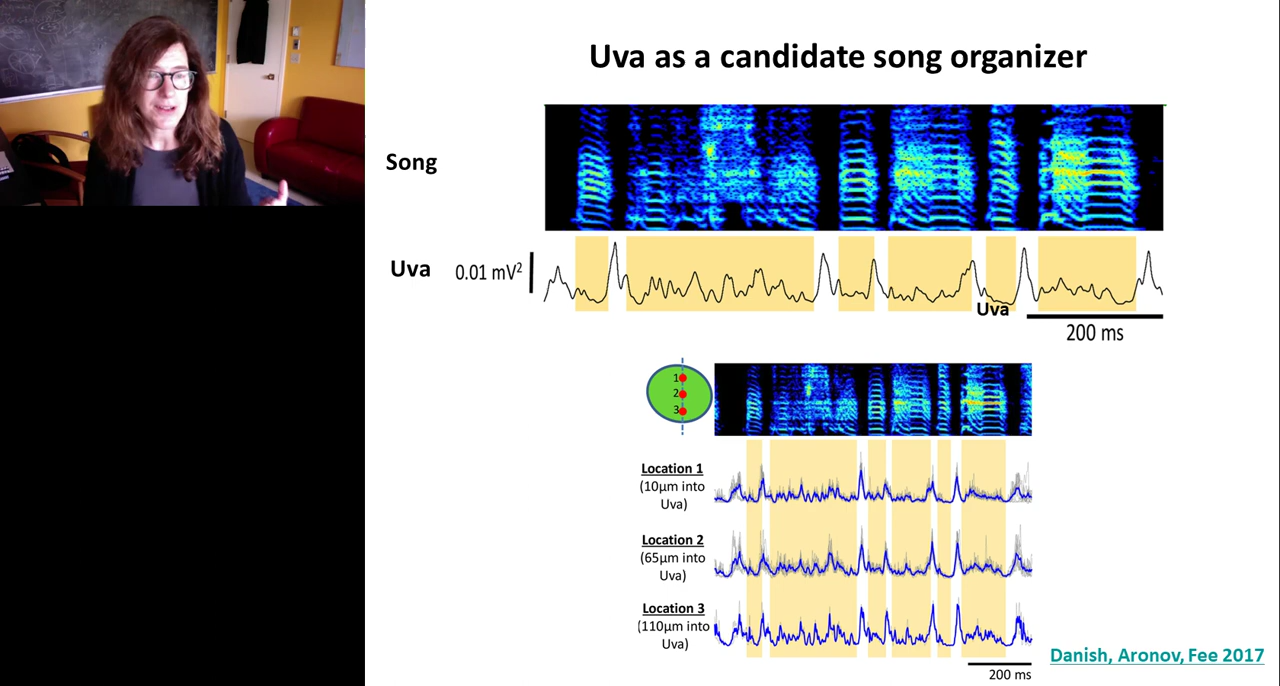 Uva as a candidate song organizer
Song
Uva
0.01 mV²
Uva
200 ms
1
2
3
Location 1
(10μm into
Uva)
Location 2
(65μm into
Uva)
Location 3
(110μm into
Uva)
Danish, Aronov, Fee 2017
200 ms